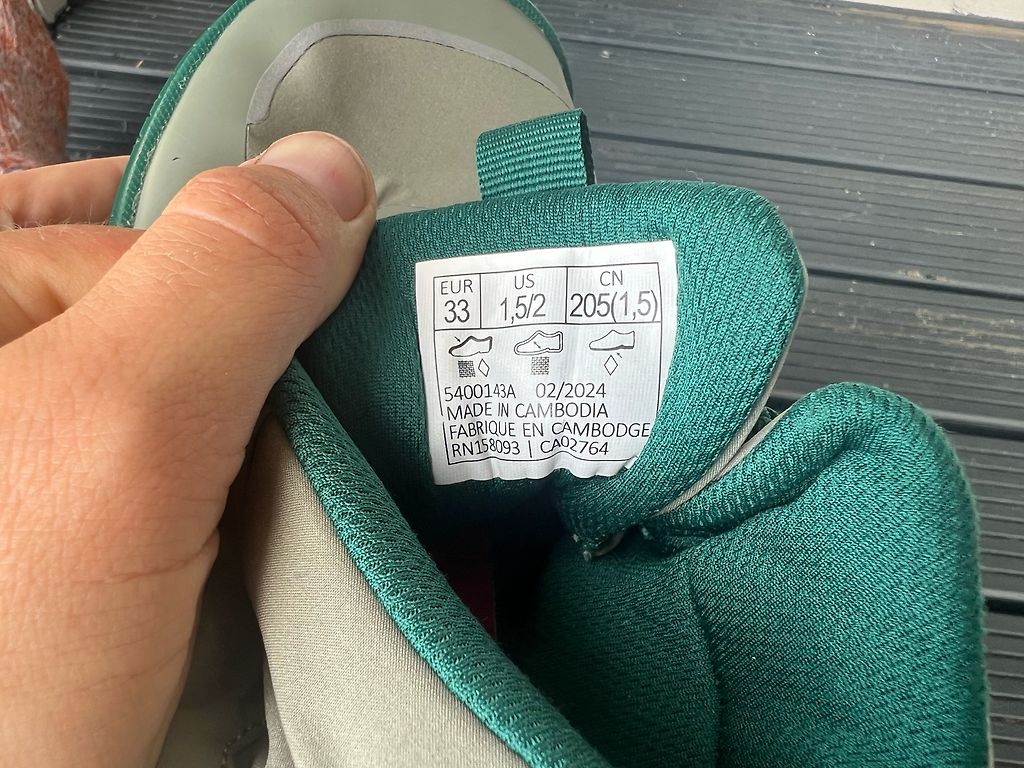 EUR US CN
33 1,5/2 205(1,5)
5400143A 02/2024
MADE IN CAMBODIA
FABRIQUE EN CAMBODGE
RN158093 | CA02764